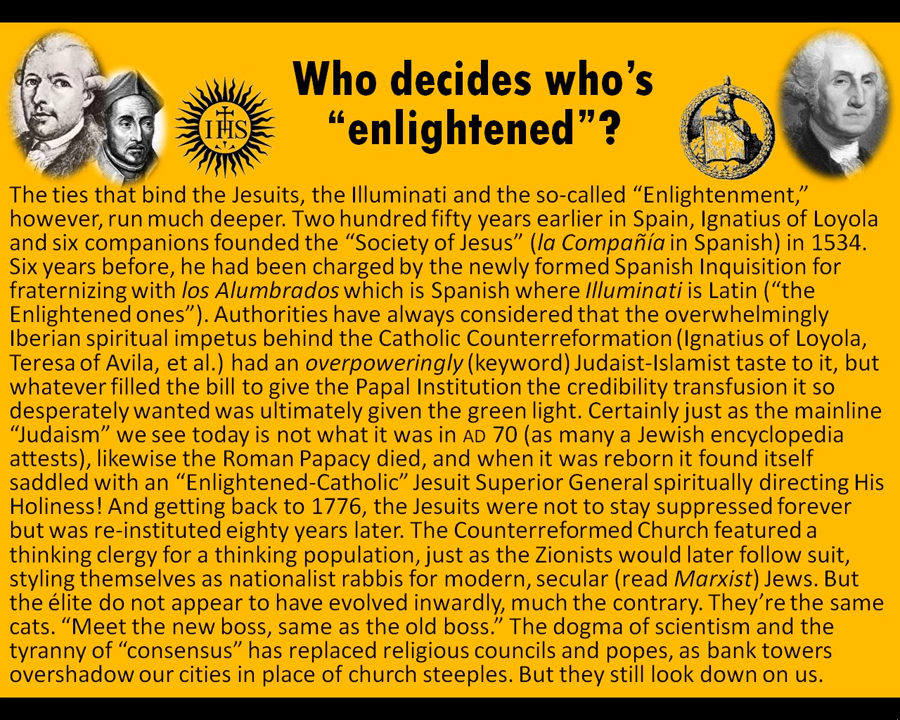 Who decides who's
“enlightened”?
IHS
The ties that bind the Jesuits, the Illuminati and the so-called “Enlightenment,”
however, run much deeper. Two hundred fifty years earlier in Spain, Ignatius of Loyola
and six companions founded the “Society of Jesus” (la Compañía in Spanish) in 1534.
Six years before, he had been charged by the newly formed Spanish Inquisition for
fraternizing with los Alumbrados which is Spanish where Illuminati is Latin (“the
Enlightened ones”). Authorities have always considered that the overwhelmingly
Iberian spiritual impetus behind the Catholic Counterreformation (Ignatius of Loyola,
Teresa of Avila, et al.) had an overpoweringly (keyword) Judaist-Islamist taste to it, but
whatever filled the bill to give the Papal Institution the credibility transfusion it so
desperately wanted was ultimately given the green light. Certainly just as the mainline
“Judaism” we see today is not what it was in AD 70 (as many a Jewish encyclopedia
attests), likewise the Roman Papacy died, and when it was reborn it found itself
saddled with an “Enlightened-Catholic” Jesuit Superior General spiritually directing His
Holiness! And getting back to 1776, the Jesuits were not to stay suppressed forever
but was re-instituted eighty years later. The Counterreformed Church featured a
thinking clergy for a thinking population, just as the Zionists would later follow suit,
styling themselves as nationalist rabbis for modern, secular (read Marxist) Jews. But
the élite do not appear to have evolved inwardly, much the contrary. They're the same
cats. “Meet the new boss, same as the old boss.” The dogma of scientism and the
tyranny of “consensus” has replaced religious councils and popes, as bank towers
overshadow our cities in place of church steeples. But they still look down on us.